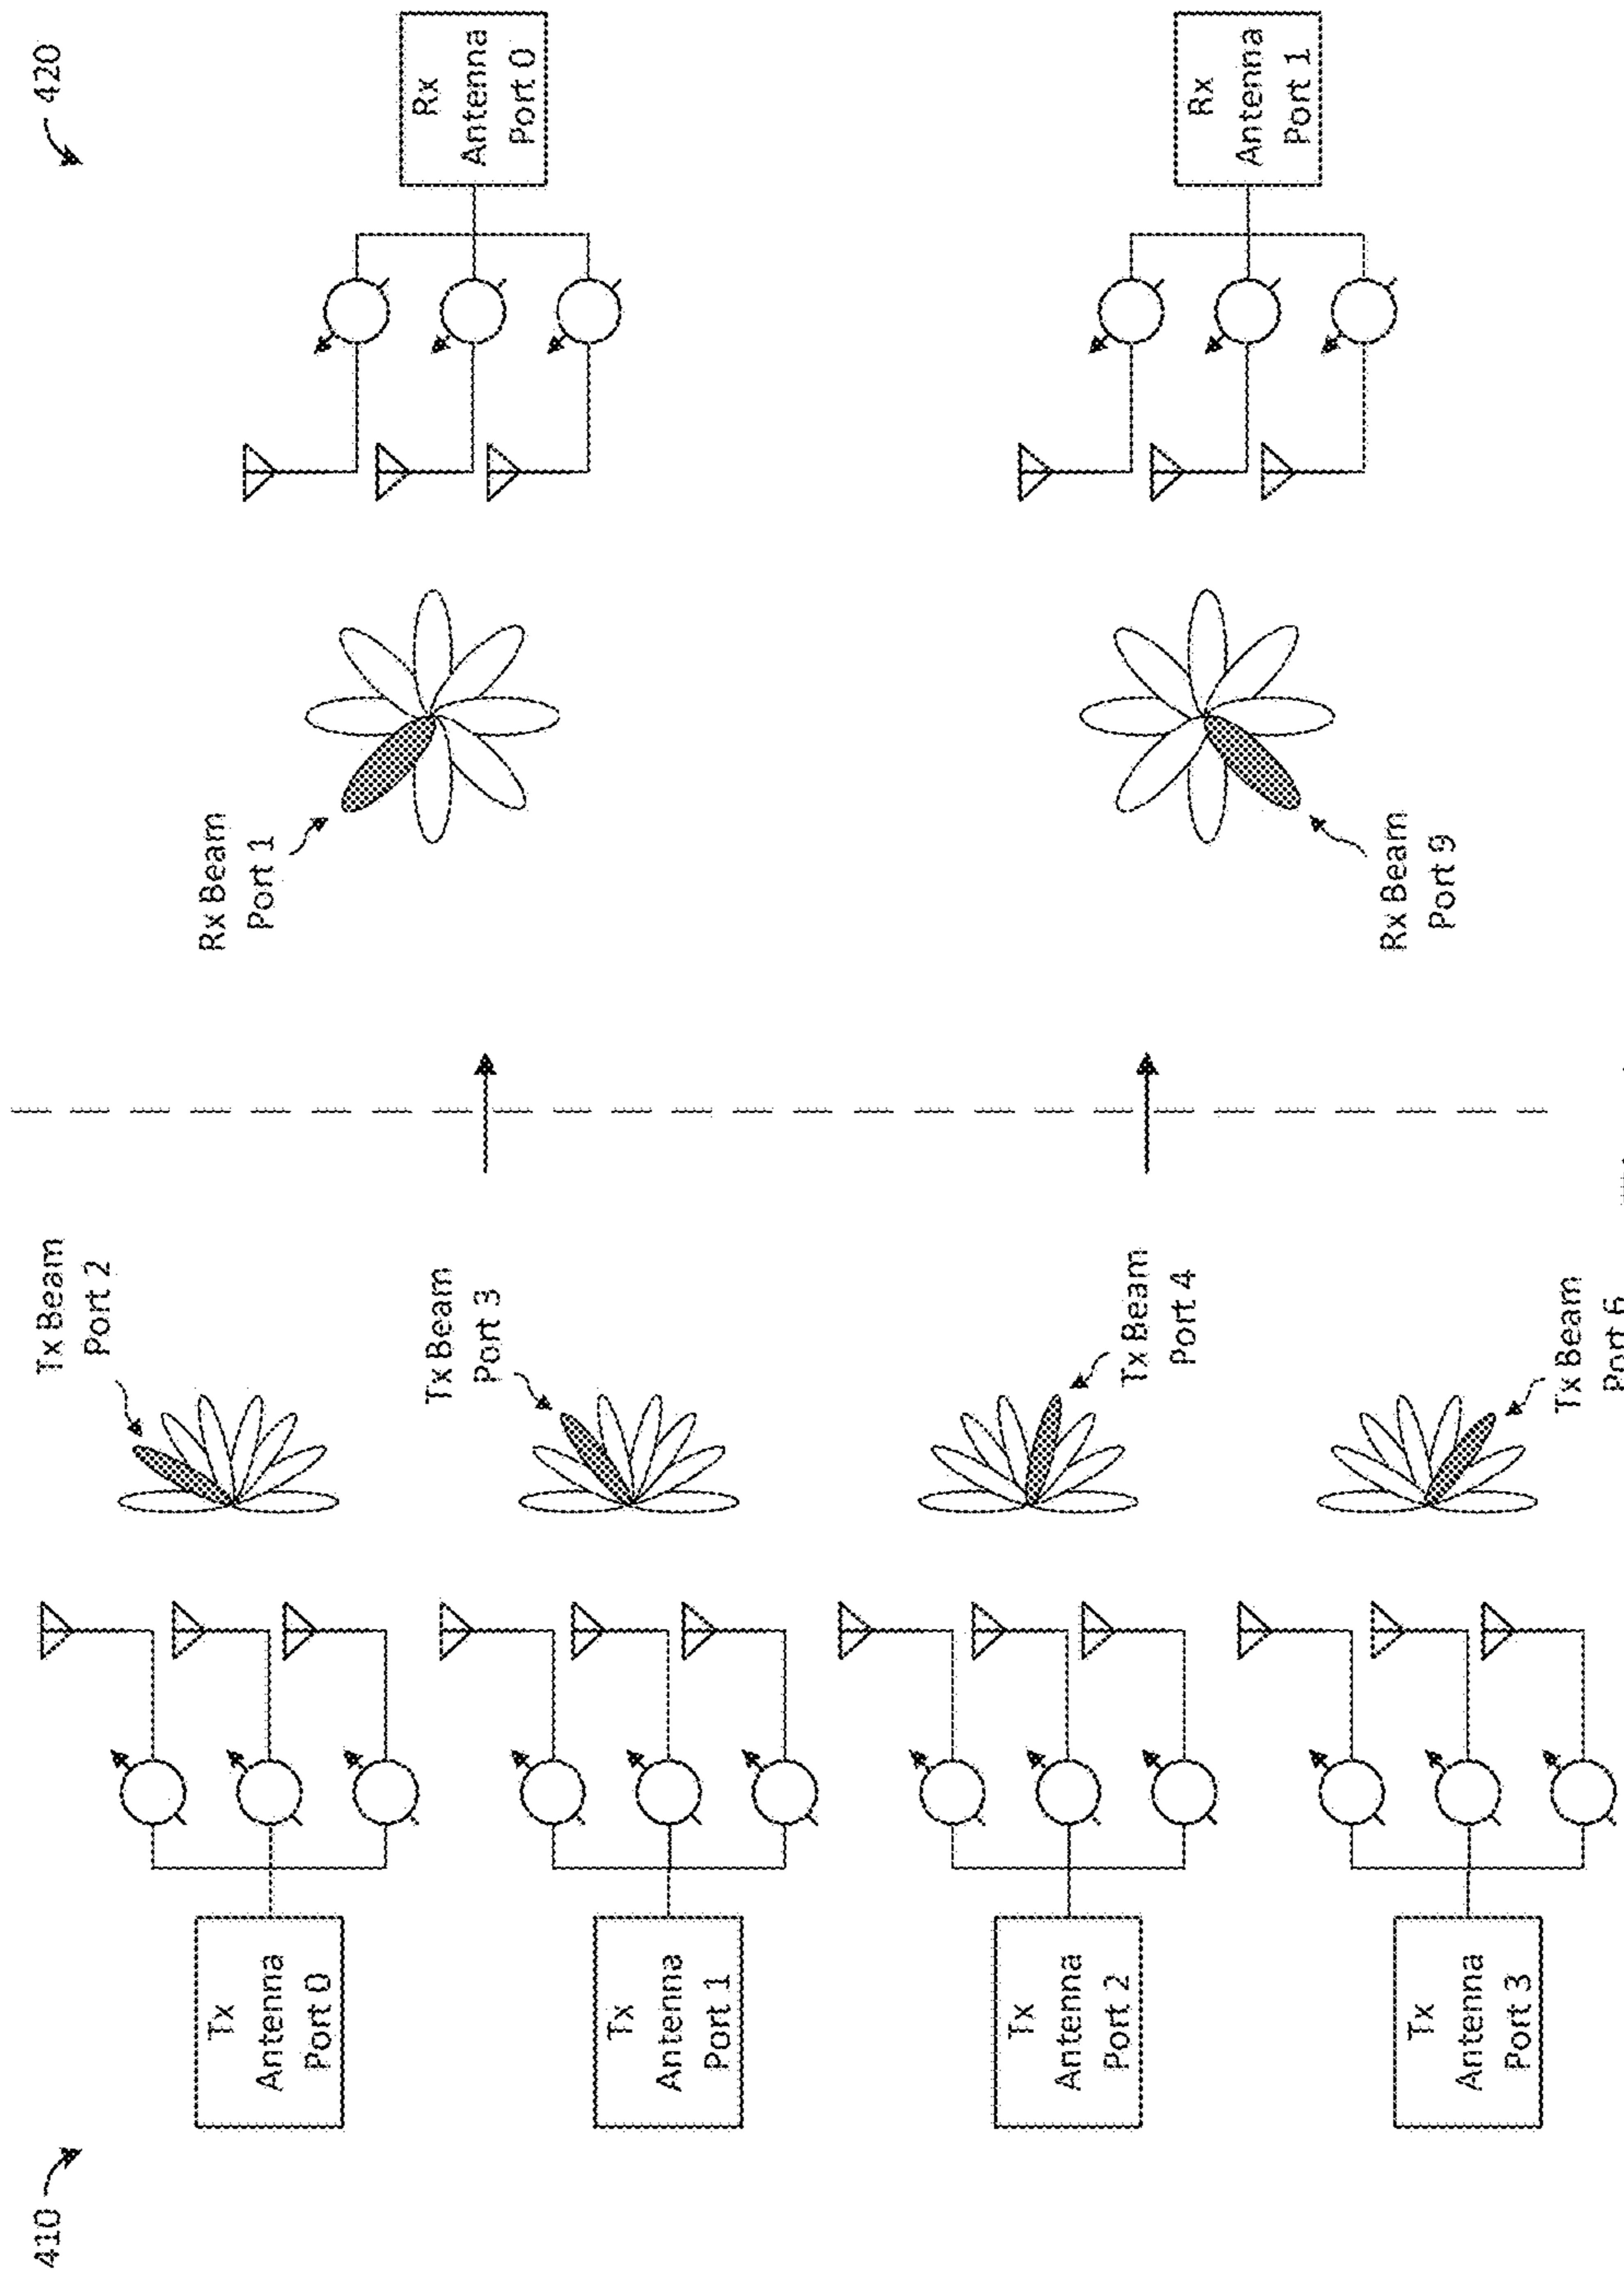 410
420
Tx
Antenna
Port 0
Tx Beam
Port 2
Rx Beam
Port 1
Rx
Antenna
Port 0
Tx
Antenna
Port 1
Tx Beam
Port 3
Tx
Antenna
Port 2
Tx Beam
Port 4
Rx Beam
Port 9
Rx
Antenna
Port 1
Tx
Antenna
Port 3
Tx Beam
Port 6